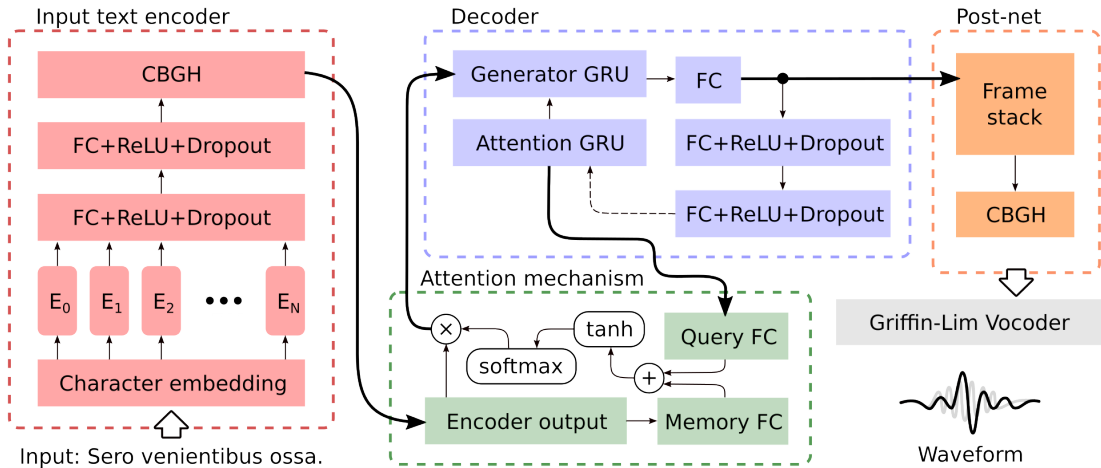 Input text encoder
CBGH
FC+ReLU+Dropout
FC+ReLU+Dropout
E0 E1 E2 ••• EN
Character embedding
Input: Sero venientibus ossa.
Decoder
Generator GRU
FC
Attention GRU
FC+ReLU+Dropout
FC+ReLU+Dropout
Attention mechanism
×
tanh
softmax
Query FC
+
Encoder output
Memory FC
Post-net
Frame
stack
CBGH
Griffin-Lim Vocoder
Waveform